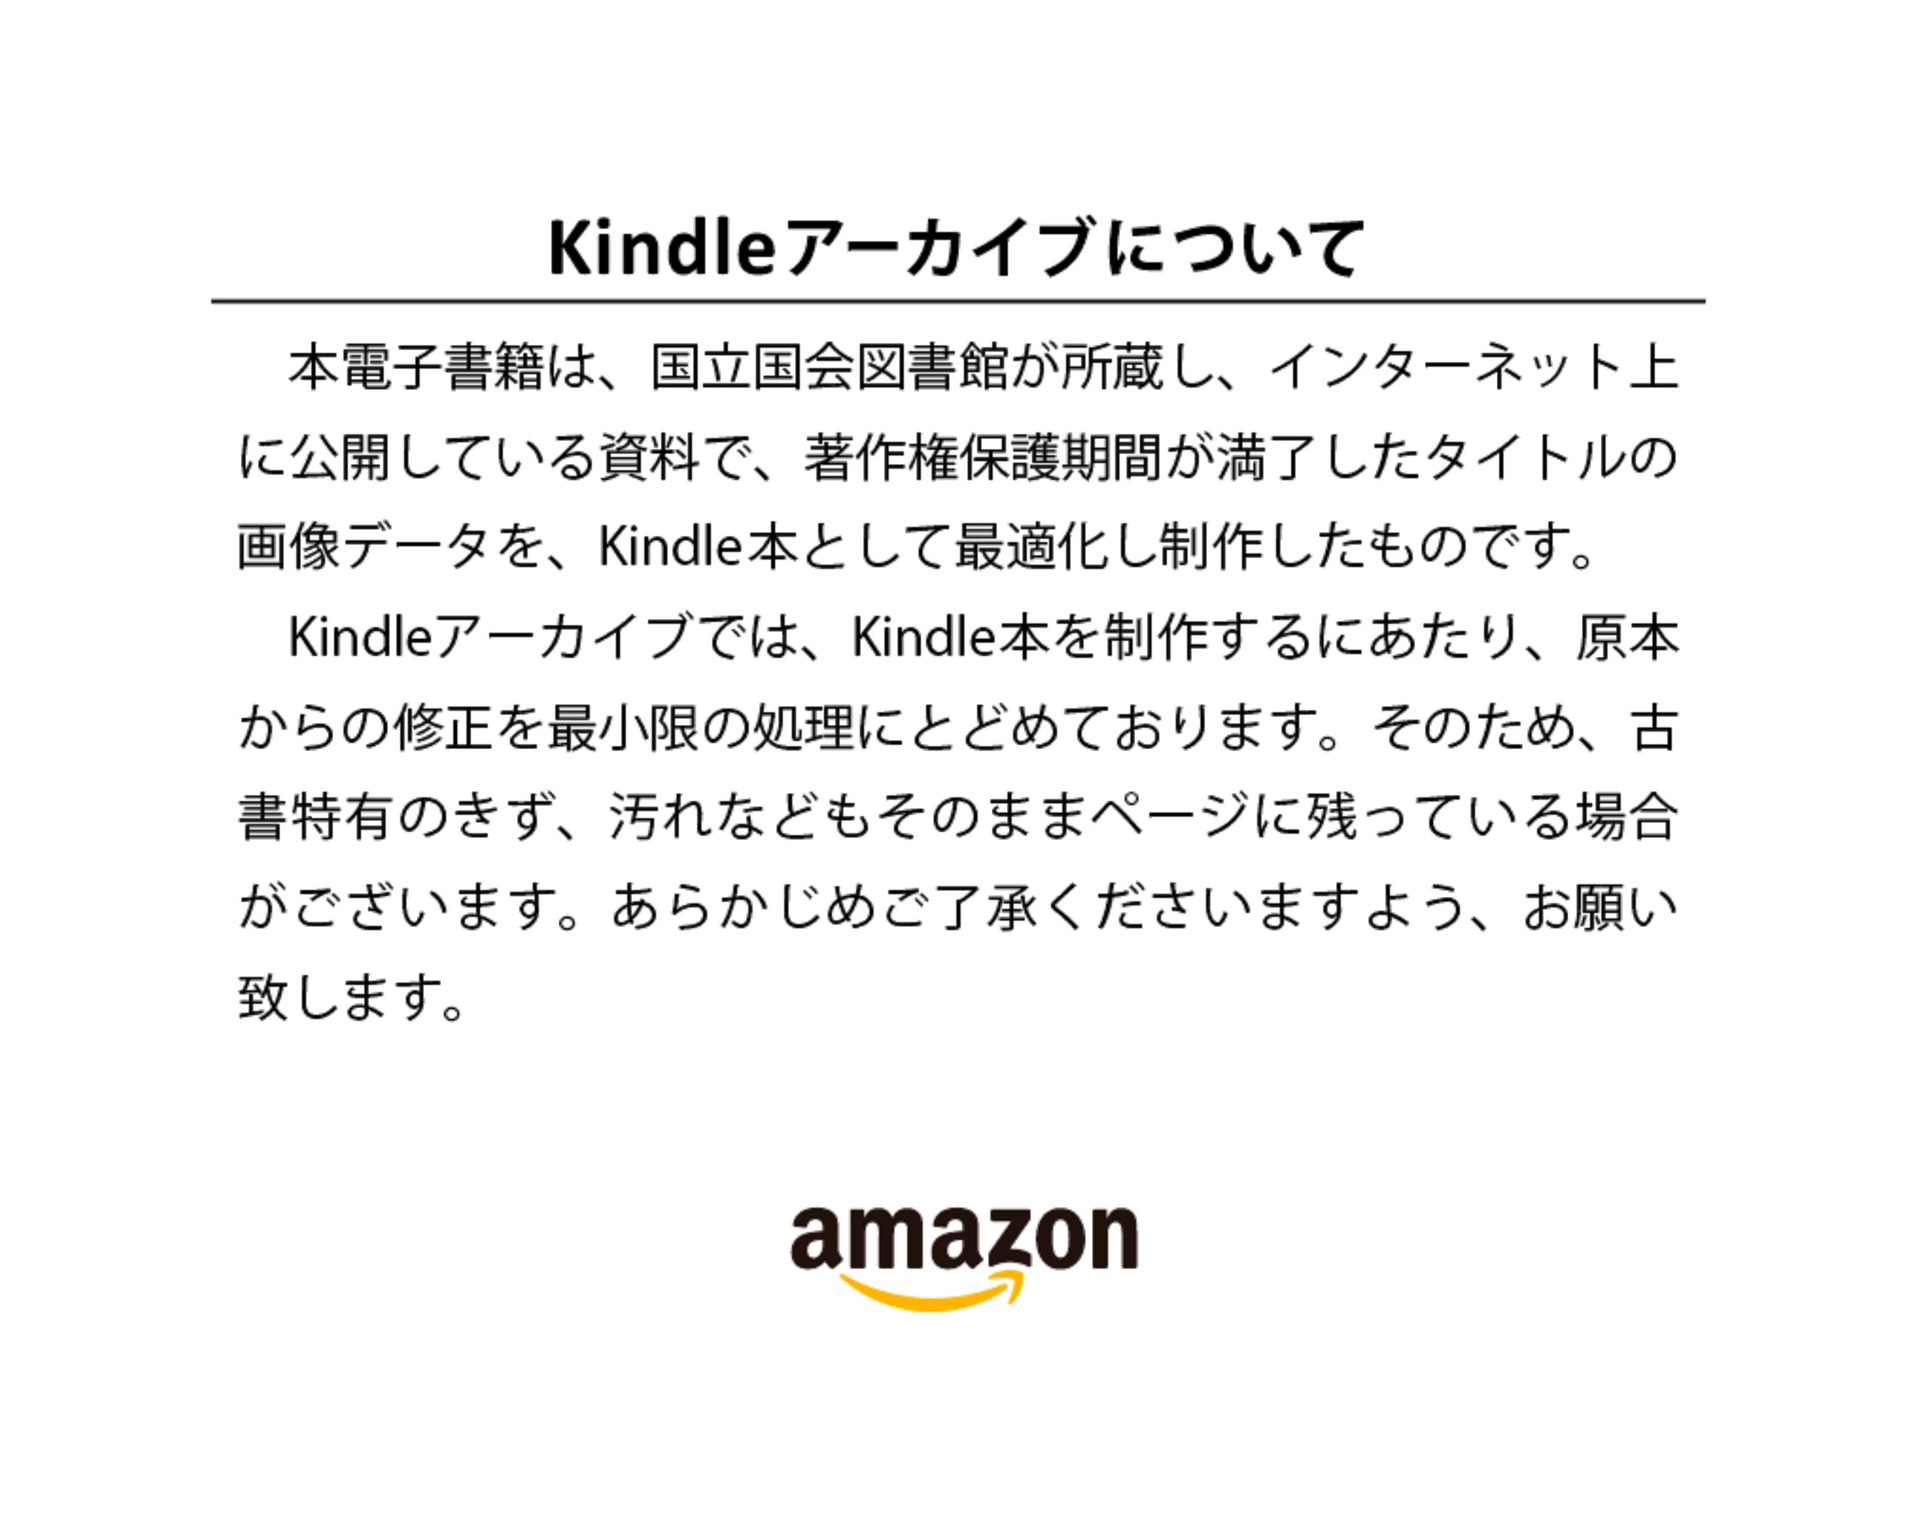 Kindleアーカイブについて
　本電子書籍は、国立国会図書館が所蔵し、インターネット上
に公開している資料で、著作権保護期間が満了したタイトルの
画像データを、Kindle本として最適化し制作したものです。
　Kindleアーカイブでは、Kindle本を制作するにあたり、原本
からの修正を最小限の処理にとどめております。そのため、古
書特有のきず、汚れなどもそのままページに残っている場合
がございます。あらかじめご了承くださいますよう、お願い
致します。
amazon